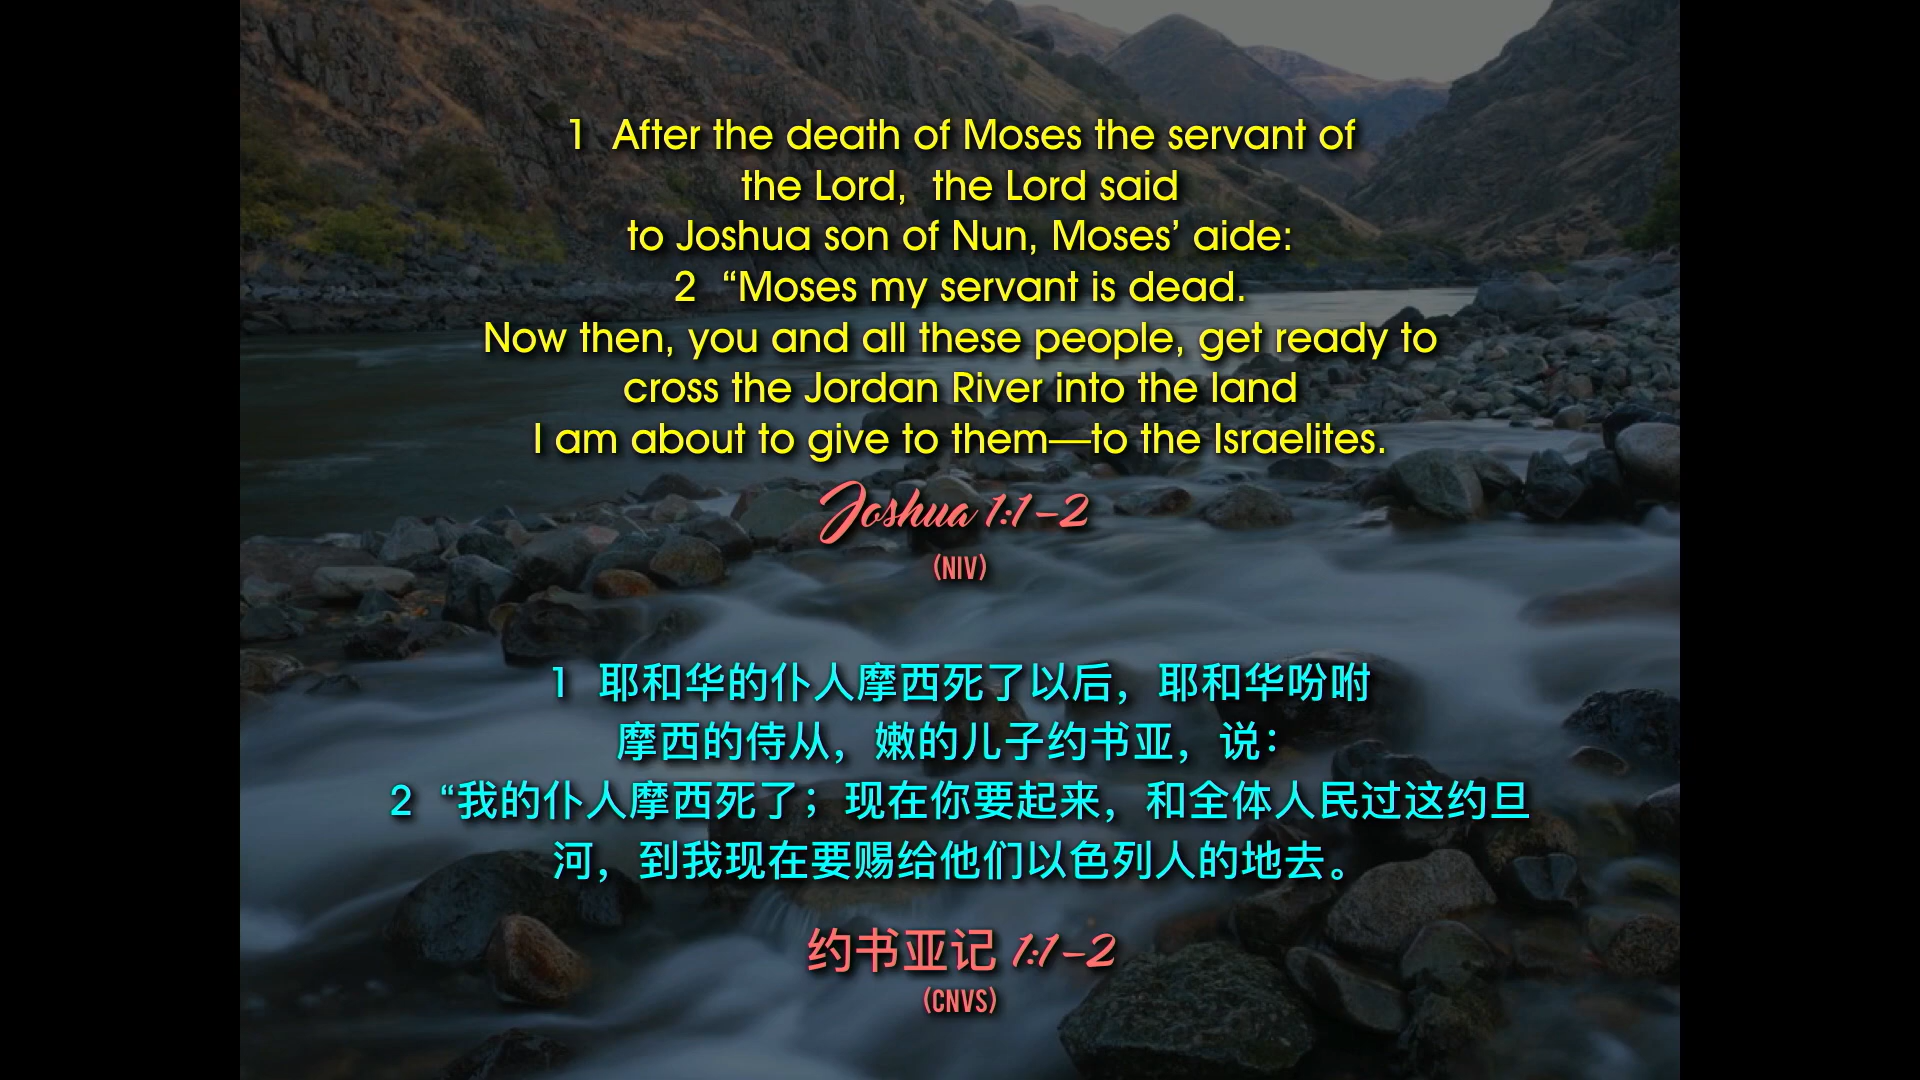 1  After the death of Moses the servant of
the Lord,  the Lord said
to Joshua son of Nun, Moses’ aide:
2  “Moses my servant is dead.
Now then, you and all these people, get ready to
cross the Jordan River into the land
I am about to give to them—to the Israelites.
Joshua 1:1-2
(NIV)
1  耶和华的仆人摩西死了以后，耶和华吩咐
摩西的侍从，嫩的儿子约书亚，说：
2  “我的仆人摩西死了；现在你要起来，和全体人民过这约旦
河，到我现在要赐给他们以色列人的地去。
约书亚记 1:1-2
(CNVS)